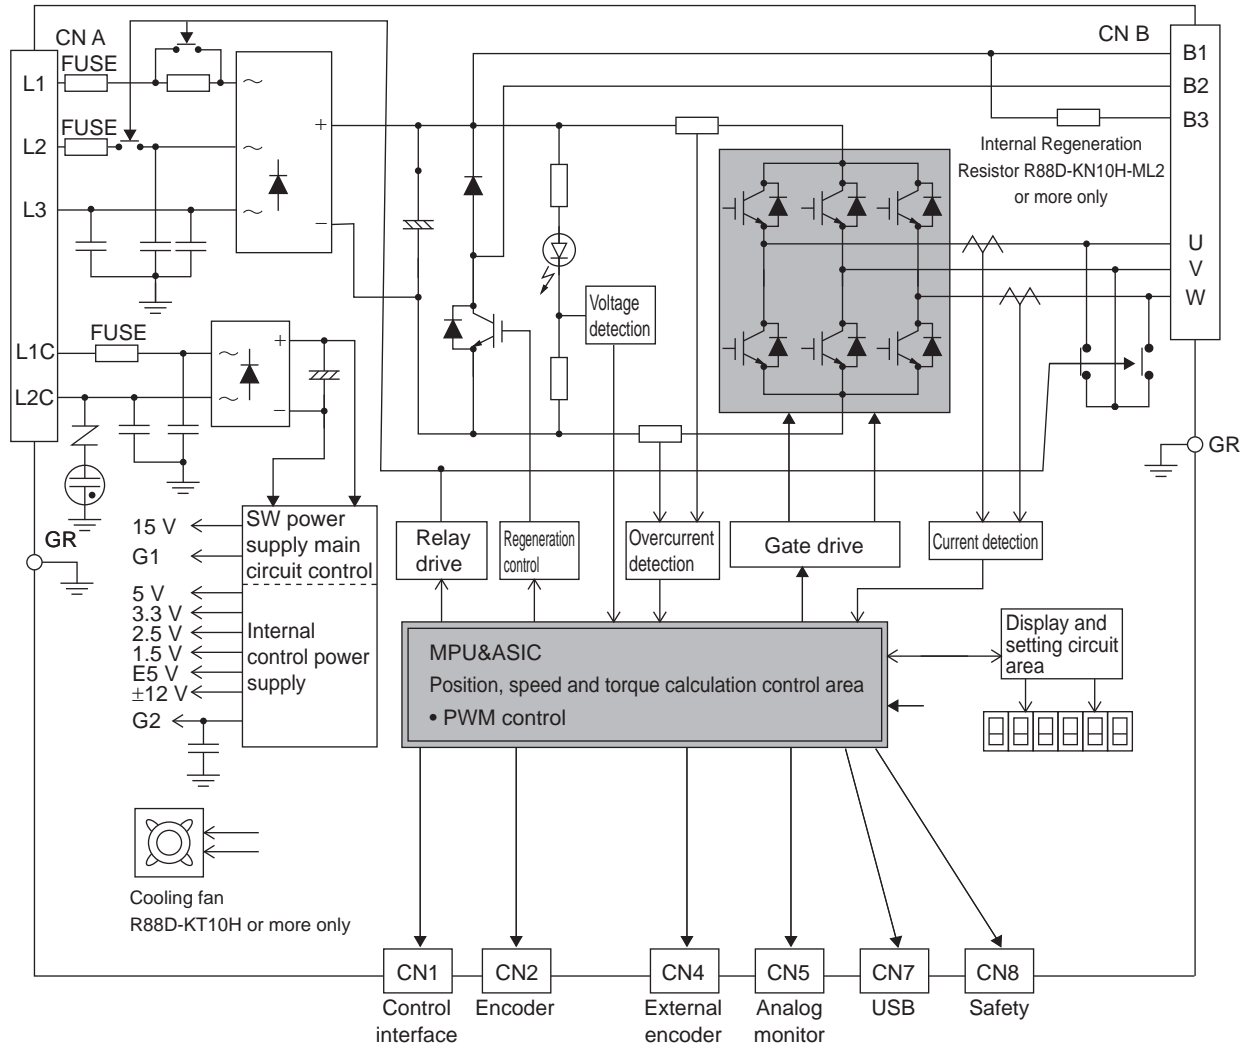 CN A
CN B
FUSE
L1
FUSE
L2
L3
L1C
FUSE
L2C
+
−
+
−
B1
B2
B3
Internal Regeneration
Resistor R88D-KN10H-ML2
or more only
U
V
W
Voltage
detection
GR
GR
SW power
supply main
circuit control
Internal
control power
supply
15 V
G1
5 V
3.3 V
2.5 V
1.5 V
E5 V
±12 V
G2
Relay
drive
Regeneration
control
Overcurrent
detection
Gate drive
Current detection
MPU&ASIC
Position, speed and torque calculation control area
• PWM control
Display and
setting circuit
area
Cooling fan
R88D-KT10H or more only
CN1
Control
interface
CN2
Encoder
CN4
External
encoder
CN5
Analog
monitor
CN7
USB
CN8
Safety